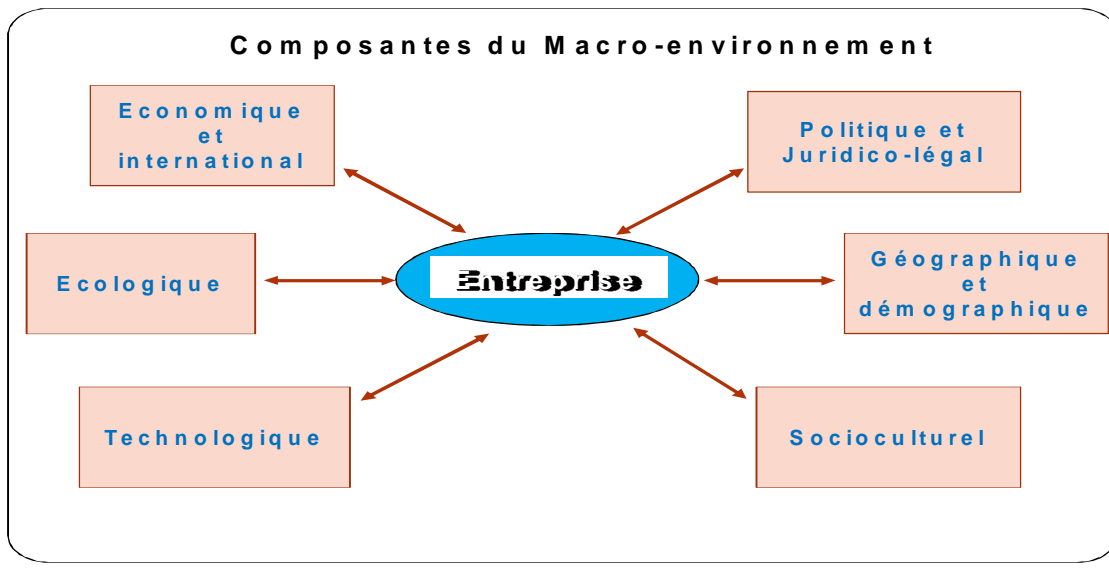 Composantes du Macro-environnement
Economique
et
international
Politique et
Juridico-légal
Ecologique
Entreprise
Géographique
et
démographique
Technologique
Socioculturel